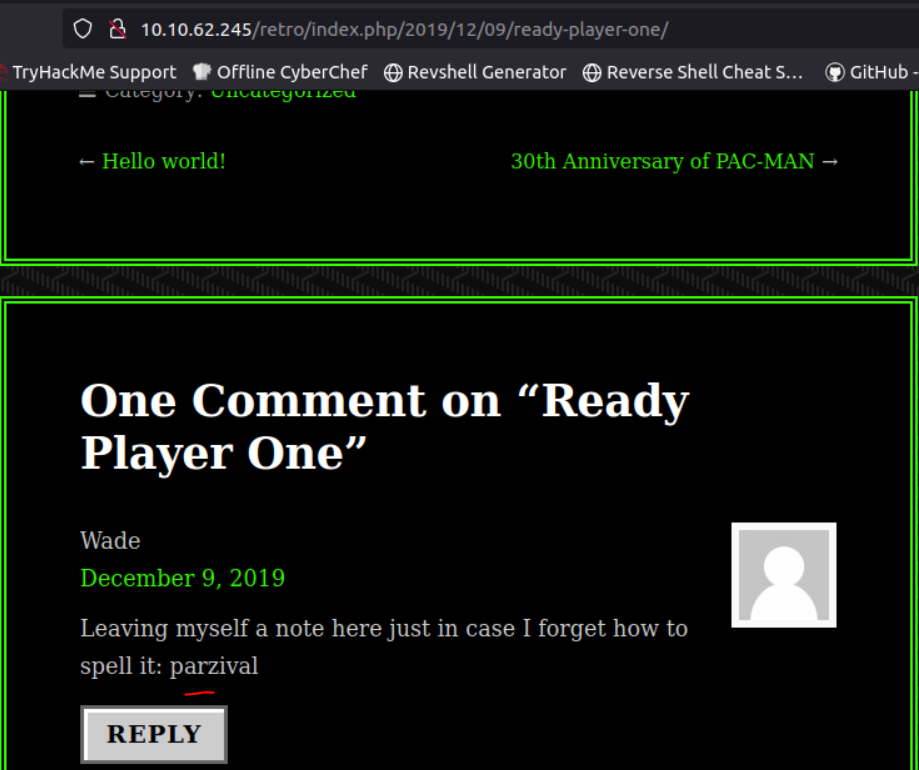 10.10.62.245/retro/index.php/2019/12/09/ready-player-one/
TryHackMe Support Offline CyberChef Revshell Generator Reverse Shell Cheat S... GitHub -
Category: Uncategorized
← Hello world! 30th Anniversary of PAC-MAN →
One Comment on “Ready
Player One”
Wade
December 9, 2019
Leaving myself a note here just in case I forget how to
spell it: parzival
REPLY